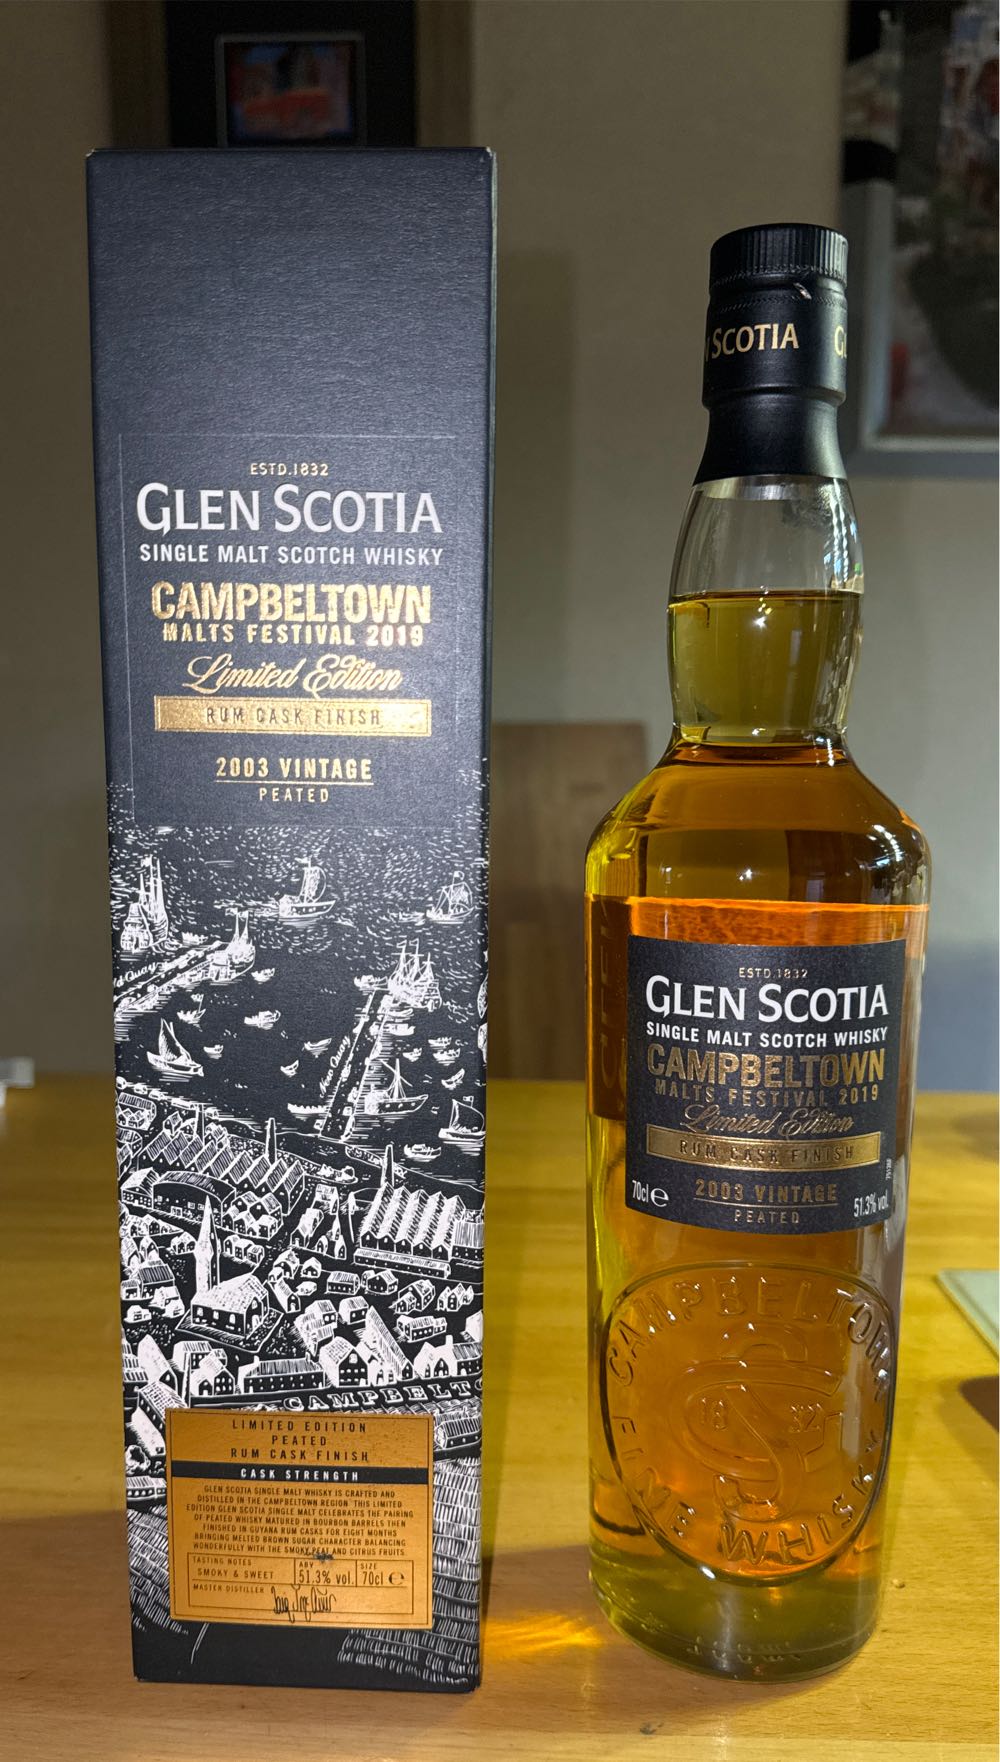 ESTD.1832
GLEN SCOTIA
SINGLE MALT SCOTCH WHISKY
CAMPBELTOWN
MALTS FESTIVAL 2019
Limited Edition
RUM CASK FINISH
2003 VINTAGE
PEATED
Old Quay
New Quay
CAMPBELTO
LIMITED EDITION
PEATED
RUM CASK FINISH
CASK STRENGTH
GLEN SCOTIA SINGLE MALT WHISKY IS CRAFTED AND
DISTILLED IN THE CAMPBELTOWN REGION. THIS LIMITED
EDITION GLEN SCOTIA SINGLE MALT CELEBRATES THE PAIRING
OF PEATED WHISKY MATURED IN BOURBON BARRELS THEN
FINISHED IN GUYANA RUM CASKS FOR EIGHT MONTHS
BRINGING MELTED BROWN SUGAR CHARACTER BALANCING
WONDERFULLY WITH THE SMOKY PEAT AND CITRUS FRUITS
TASTING NOTES
SMOKY & SWEET
ABV
51.3% vol.
SIZE
70cl e
MASTER DISTILLER
SCOTIA
ESTD.1832
GLEN SCOTIA
SINGLE MALT SCOTCH WHISKY
CAMPBELTOWN
MALTS FESTIVAL 2019
Limited Edition
RUM CASK FINISH
70cl e
2003 VINTAGE
PEATED
51.3% vol.
CAMPBELTOWN
18 32
FINE WHISKY